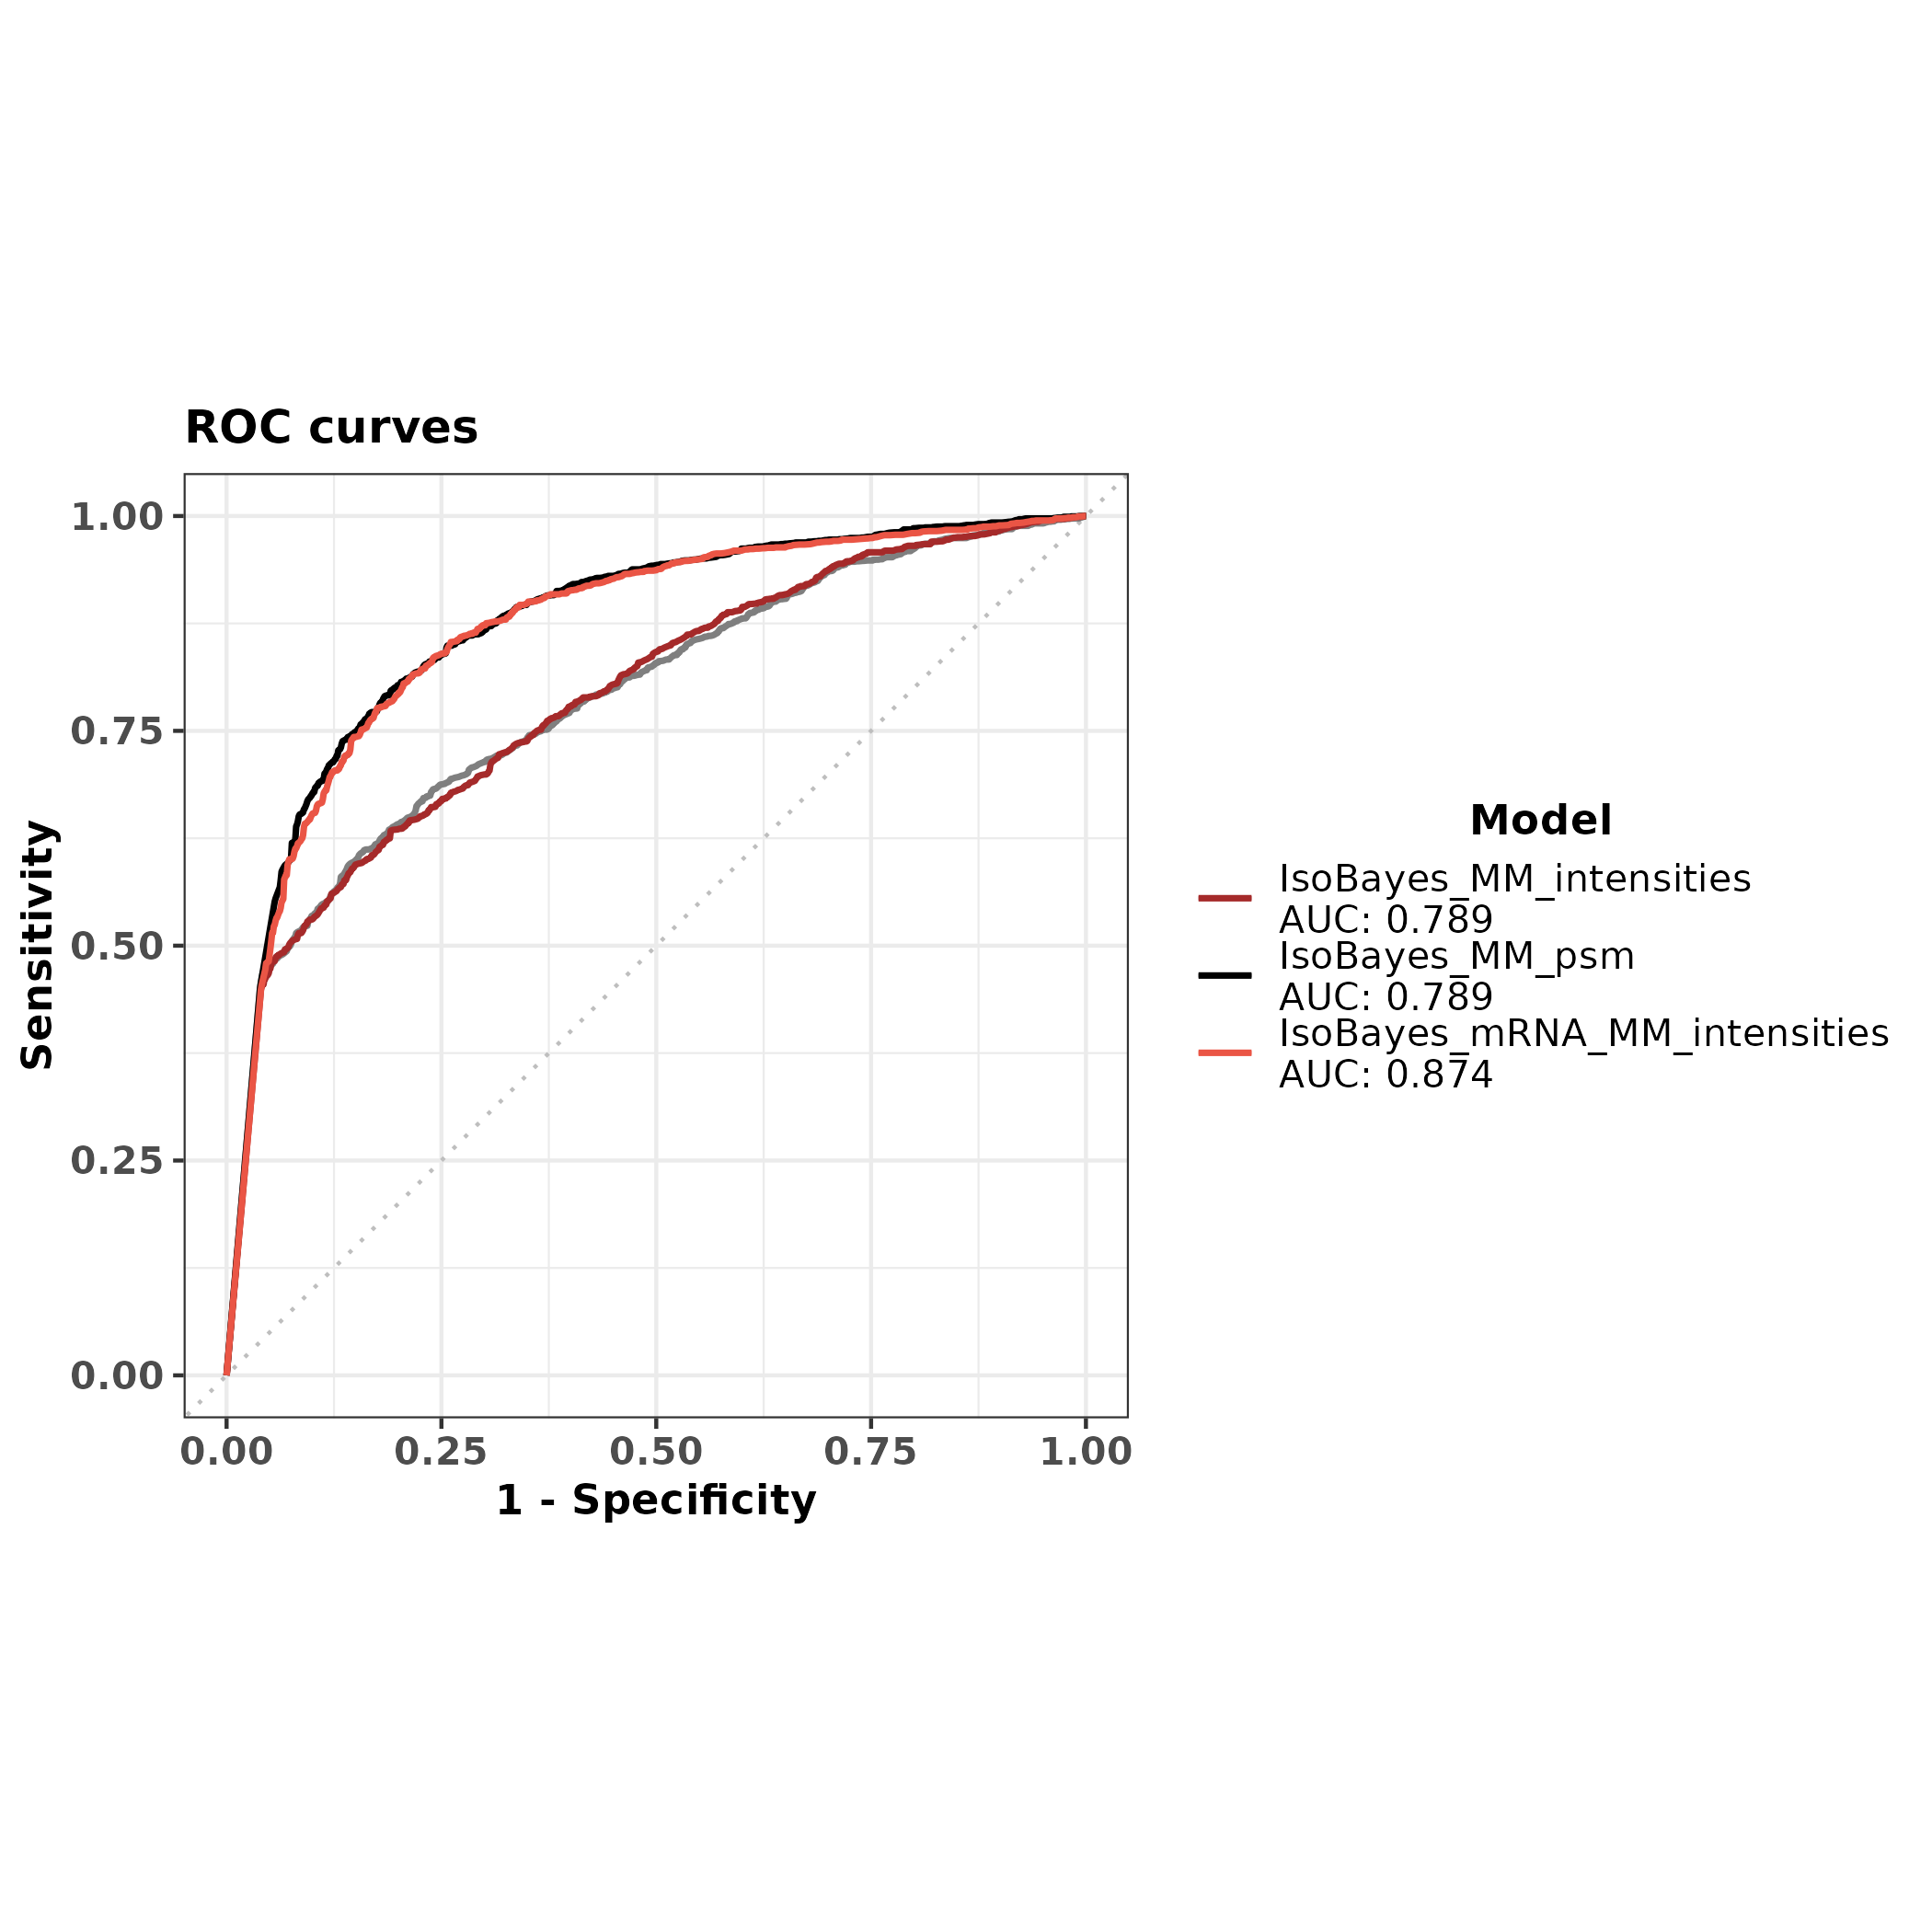 ROC curves
1.00
0.75
0.50
0.25
0.00
Sensitivity
0.00 0.25 0.50 0.75 1.00
1 - Specificity
Model
IsoBayes_MM_intensities
AUC: 0.789
IsoBayes_MM_psm
AUC: 0.789
IsoBayes_mRNA_MM_intensities
AUC: 0.874